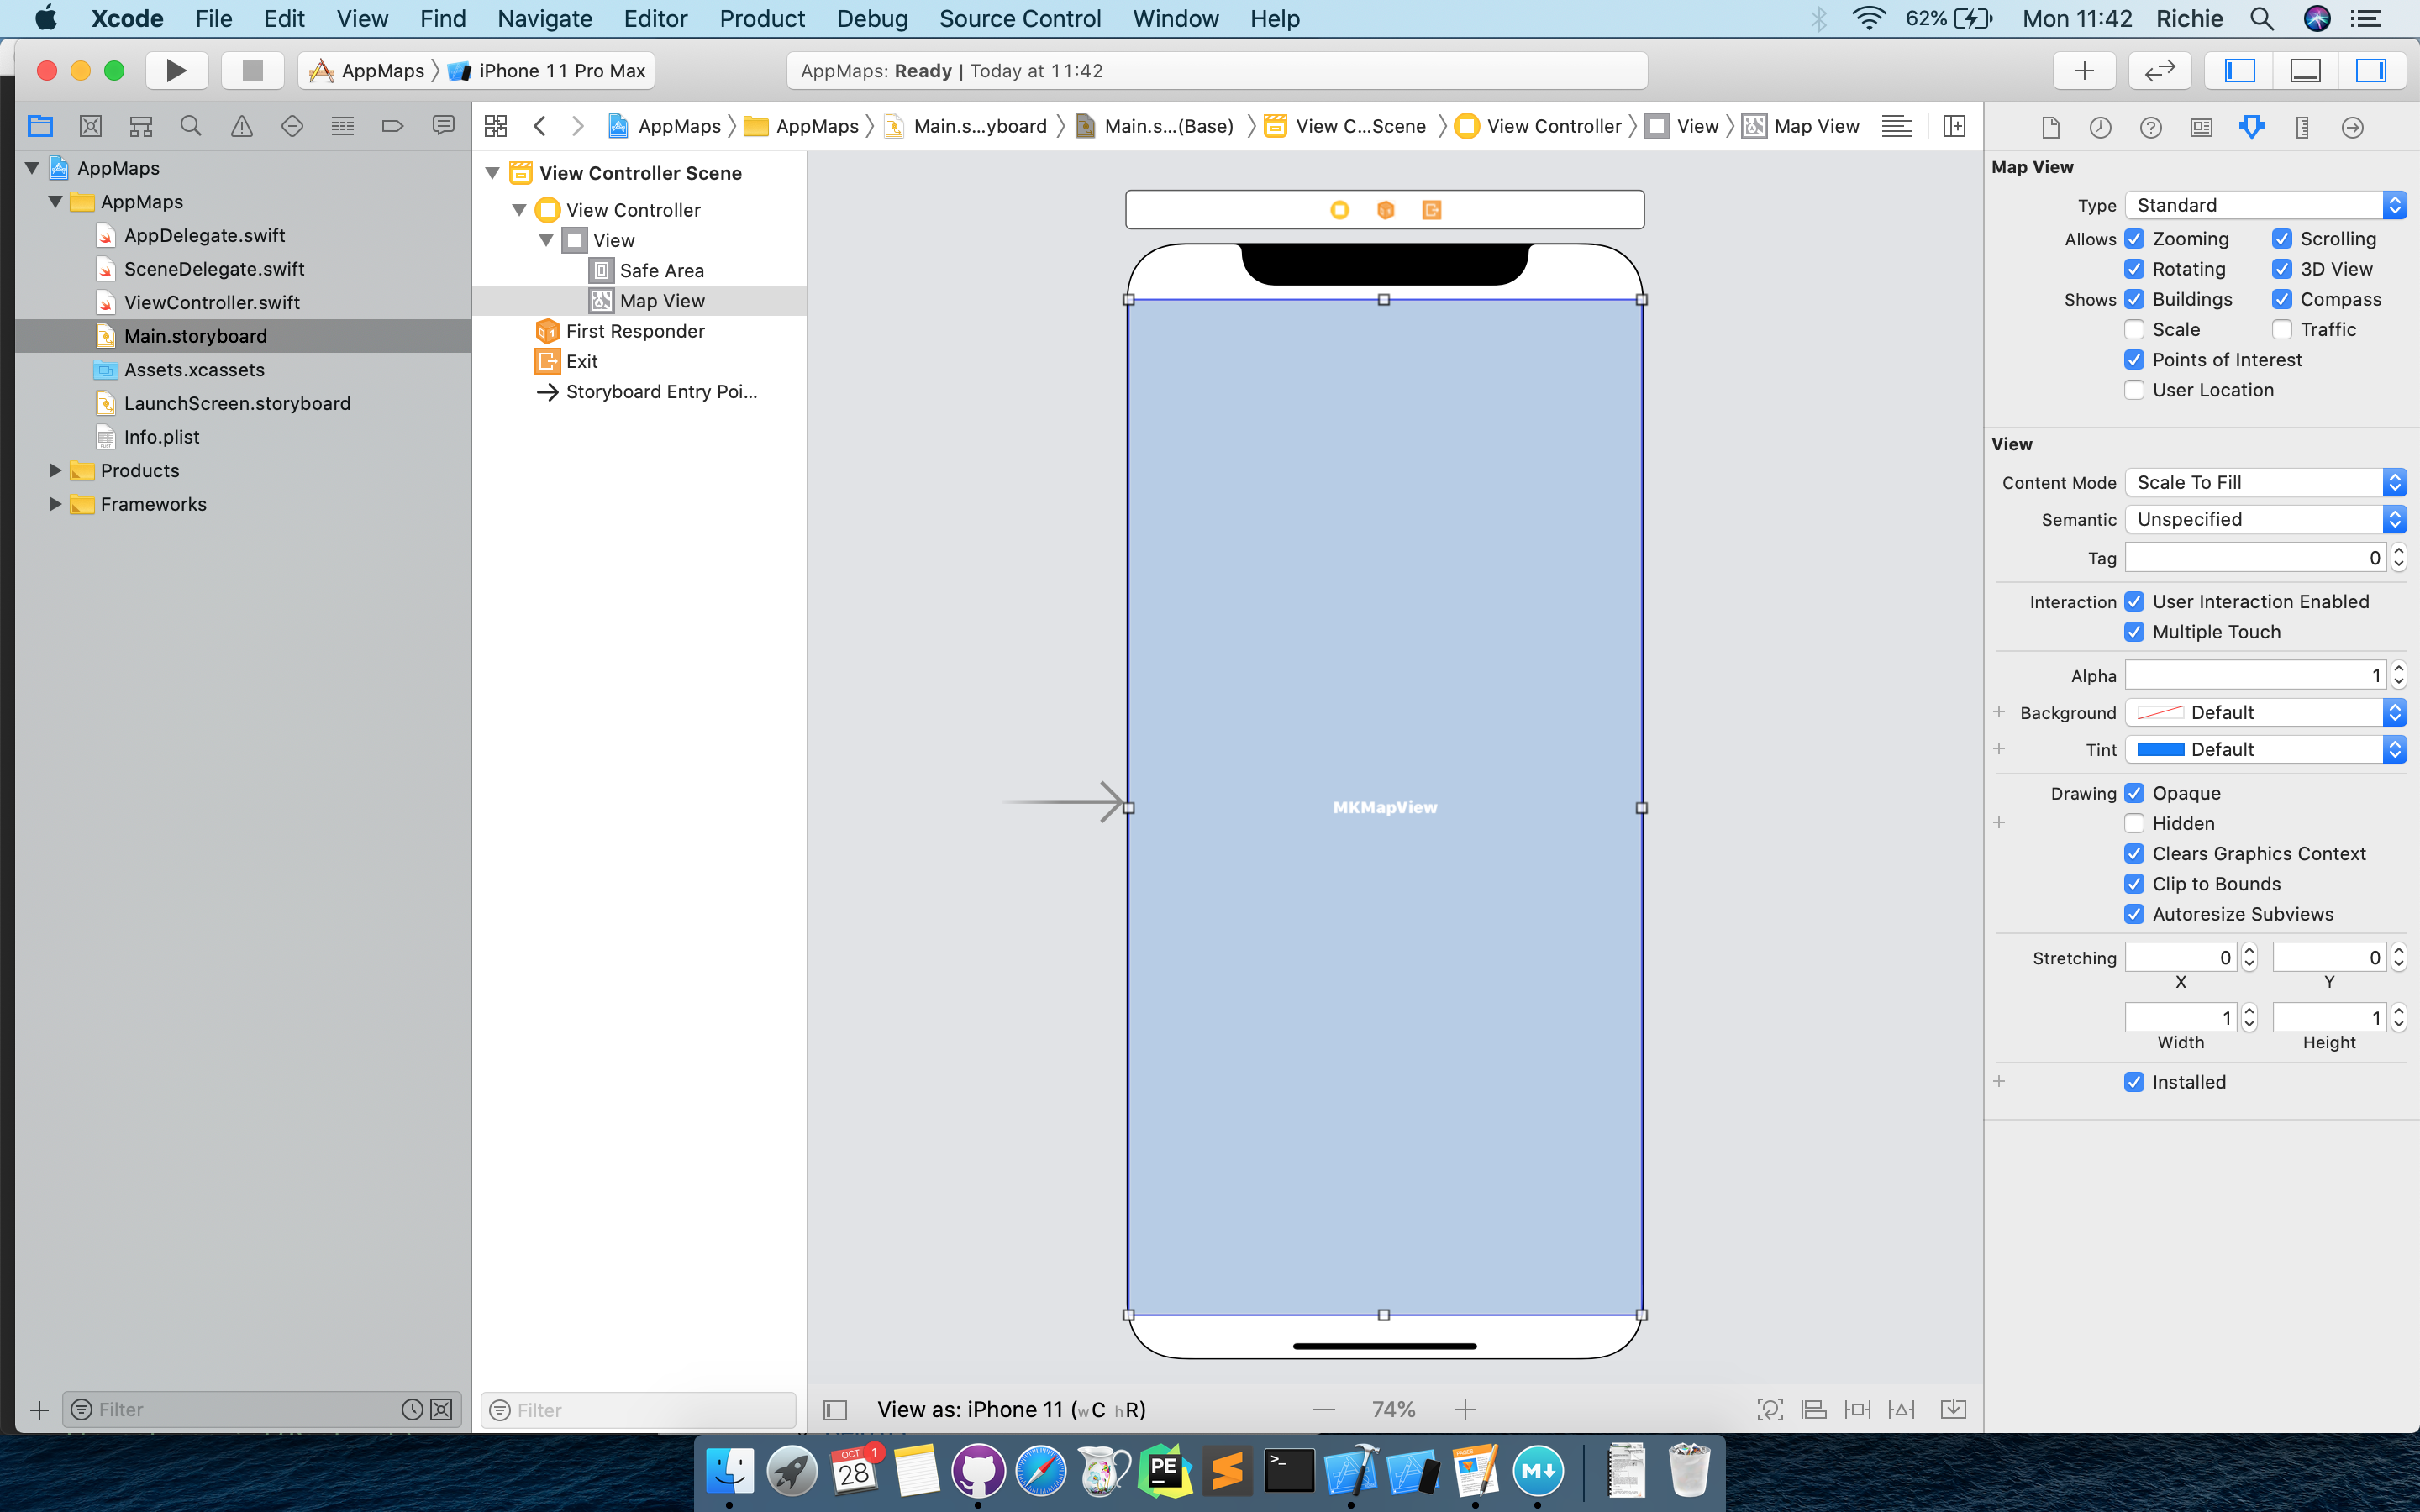 Xcode File Edit View Find Navigate Editor Product Debug Source Control Window Help 62% Mon 11:42 Richie
AppMaps iPhone 11 Pro Max AppMaps: Ready | Today at 11:42
AppMaps AppMaps Main.s...yboard Main.s...(Base) View C...Scene View Controller View Map View
AppMaps
AppMaps
AppDelegate.swift
SceneDelegate.swift
ViewController.swift
Main.storyboard
Assets.xcassets
LaunchScreen.storyboard
Info.plist
Products
Frameworks
Filter
View Controller Scene
View Controller
View
Safe Area
Map View
First Responder
Exit
Storyboard Entry Poi...
Filter
MKMapView
View as: iPhone 11 (wC hR) 74%
Map View
Type Standard
Allows Zooming Scrolling
Rotating 3D View
Shows Buildings Compass
Scale Traffic
Points of Interest
User Location
View
Content Mode Scale To Fill
Semantic Unspecified
Tag 0
Interaction User Interaction Enabled
Multiple Touch
Alpha 1
Background Default
Tint Default
Drawing Opaque
Hidden
Clears Graphics Context
Clip to Bounds
Autoresize Subviews
Stretching 0 0
X Y
1 1
Width Height
Installed
OCT 1
28
PE
M